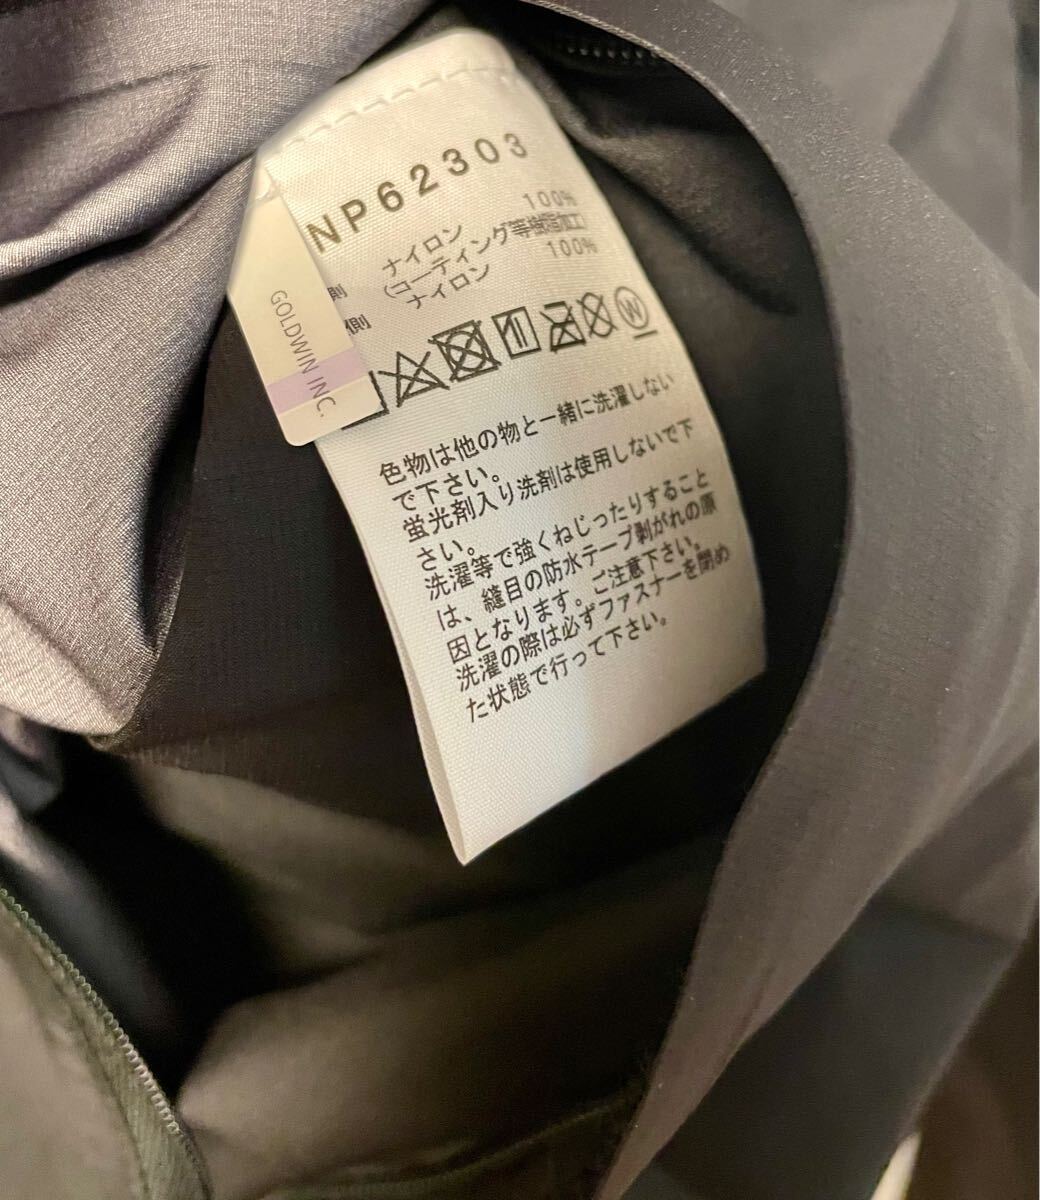 NP62303
側 ナイロン 100%
(コーティング等樹脂加工)
側 ナイロン 100%
W
GOLDWIN INC.
色物は他の物と一緒に洗濯しない
で下さい。
蛍光剤入り洗剤は使用しないで下
さい。
洗濯等で強くねじったりすること
は、縫目の防水テープ剥がれの原
因となります。ご注意下さい。
洗濯の際は必ずファスナーを閉め
た状態で行って下さい。